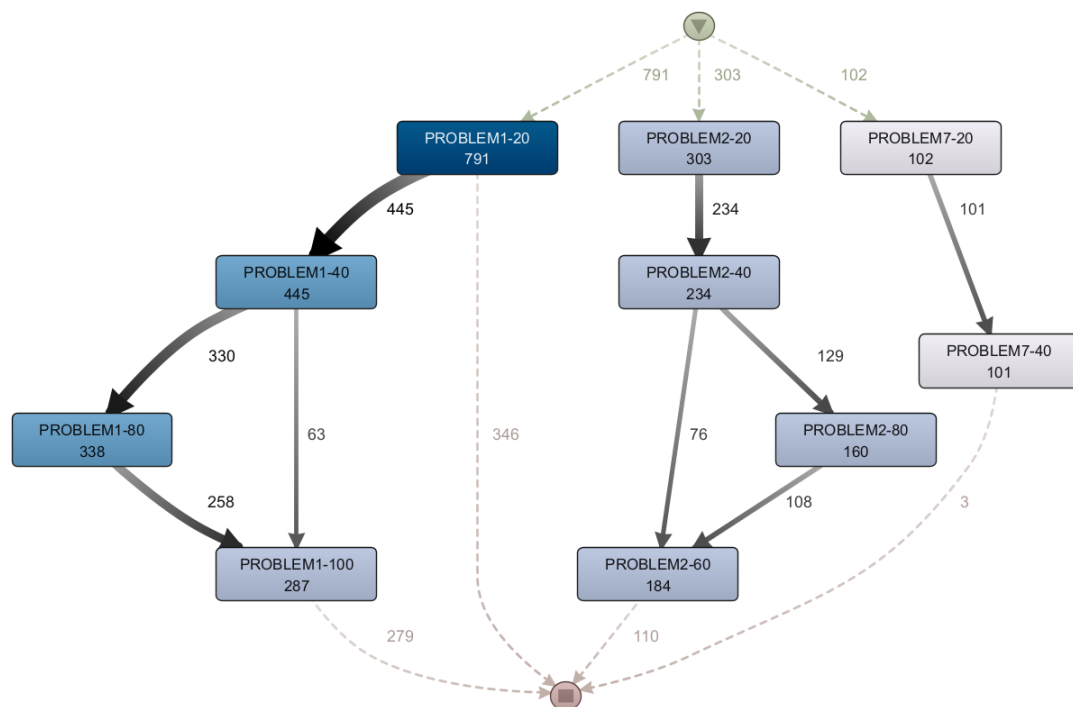 791
303
102
PROBLEM1-20
791
PROBLEM2-20
303
PROBLEM7-20
102
445
234
101
PROBLEM1-40
445
PROBLEM2-40
234
PROBLEM7-40
101
330
129
PROBLEM1-80
338
63
346
76
PROBLEM2-80
160
3
258
108
PROBLEM1-100
287
PROBLEM2-60
184
279
110